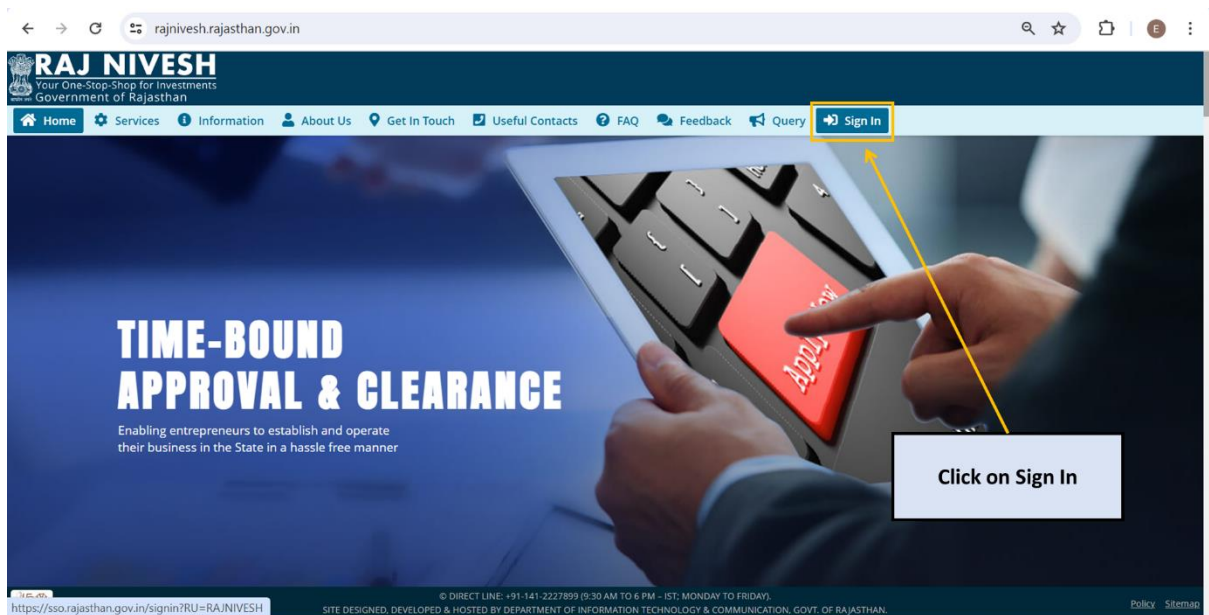 rajnivesh.rajasthan.gov.in
E
RAJ NIVESH
Your One-Stop-Shop for Investments
Government of Rajasthan
Home Services Information About Us Get In Touch Useful Contacts FAQ Feedback Query Sign In
TIME-BOUND
APPROVAL & CLEARANCE
Enabling entrepreneurs to establish and operate
their business in the State in a hassle free manner
Apply Now
Click on Sign In
© DIRECT LINE: +91-141-2227899 (9:30 AM TO 6 PM – IST; MONDAY TO FRIDAY).
https://sso.rajasthan.gov.in/signin?RU=RAJNIVESH
SITE DESIGNED, DEVELOPED & HOSTED BY DEPARTMENT OF INFORMATION TECHNOLOGY & COMMUNICATION, GOVT. OF RAJASTHAN.
Policy Sitemap